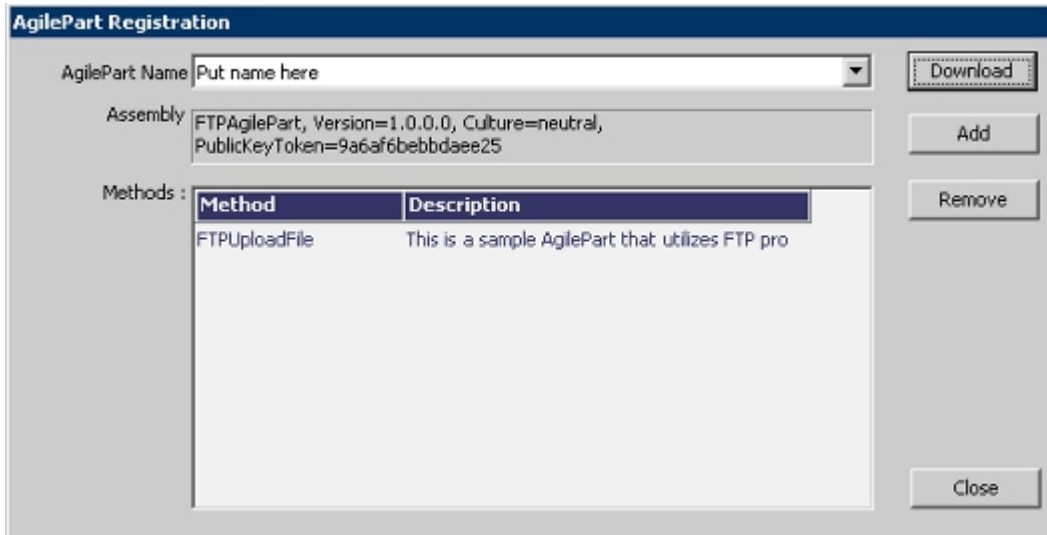 AgilePart Registration
AgilePart Name Put name here Download
Assembly FTPAgilePart, Version=1.0.0.0, Culture=neutral,
PublicKeyToken=9a6af6bebbdaee25
Add
Methods : Method Description Remove
FTPUploadFile This is a sample AgilePart that utilizes FTP pro
Close